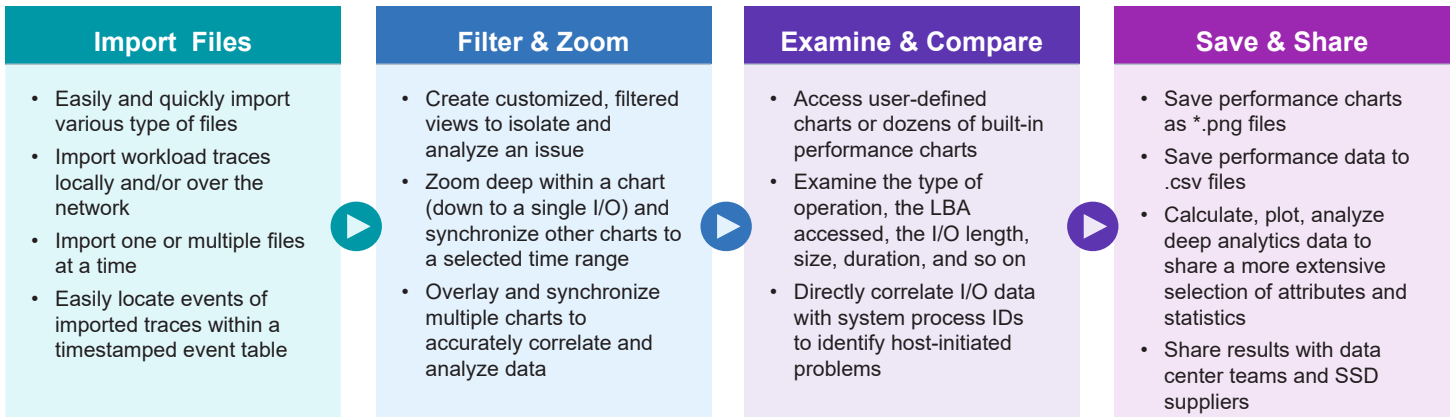 Import  Files
• Easily and quickly import
various type of files
• Import workload traces
locally and/or over the
network
• Import one or multiple files
at a time
• Easily locate events of
imported traces within a
timestamped event table
Filter & Zoom
• Create customized, filtered
views to isolate and
analyze an issue
• Zoom deep within a chart
(down to a single I/O) and
synchronize other charts to
a selected time range
• Overlay and synchronize
multiple charts to
accurately correlate and
analyze data
Examine & Compare
• Access user-defined
charts or dozens of built-in
performance charts
• Examine the type of
operation, the LBA
accessed, the I/O length,
size, duration, and so on
• Directly correlate I/O data
with system process IDs
to identify host-initiated
problems
Save & Share
• Save performance charts
as *.png files
• Save performance data to
.csv files
• Calculate, plot, analyze
deep analytics data to
share a more extensive
selection of attributes and
statistics
• Share results with data
center teams and SSD
suppliers